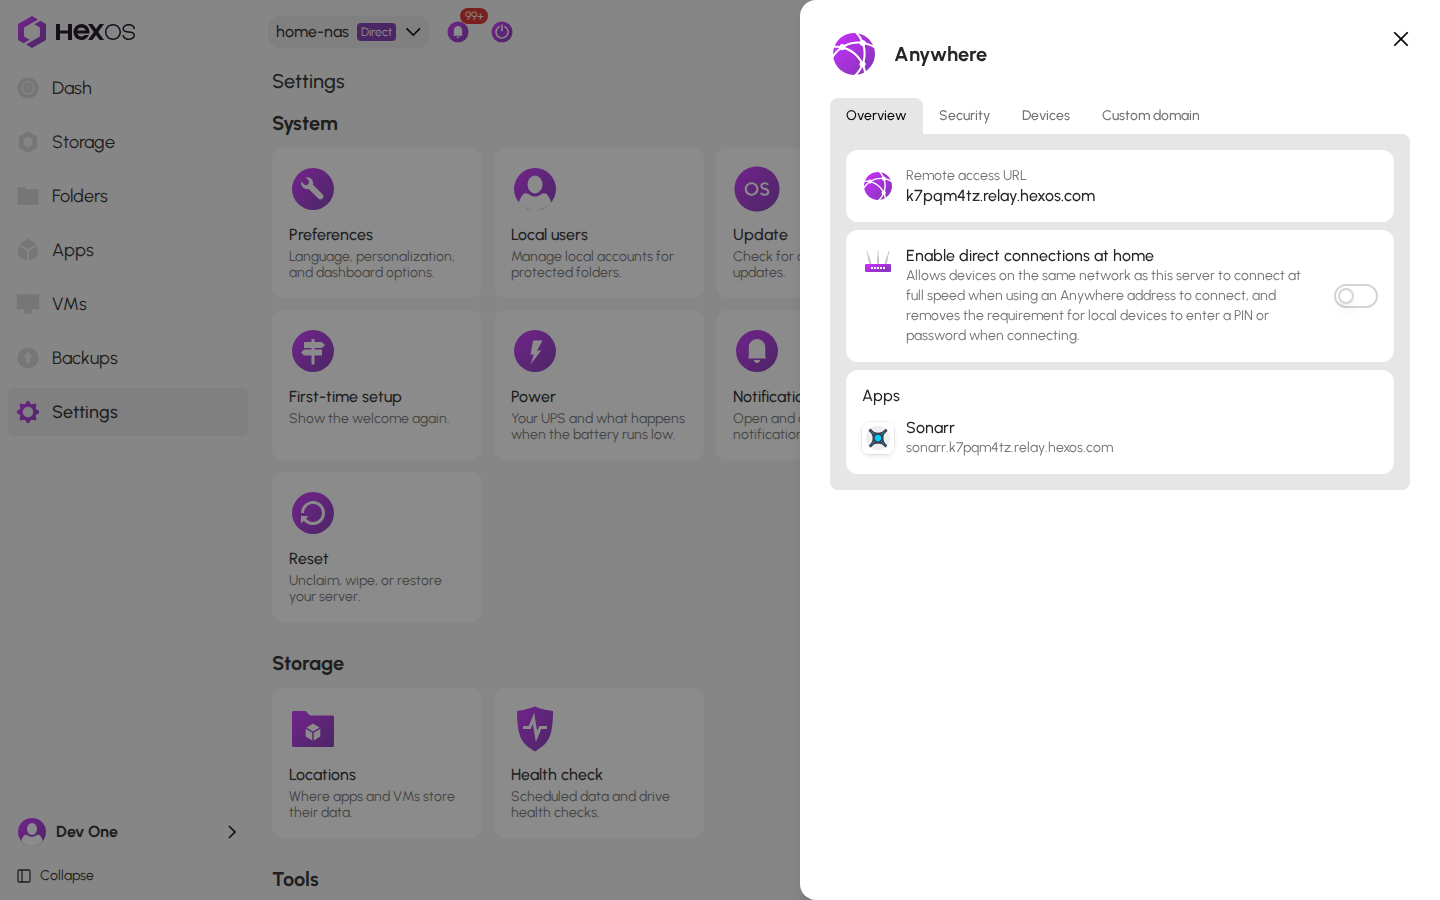 HexOS
home-nas Direct
99+
Dash
Storage
Folders
Apps
VMs
Backups
Settings
Dev One
Collapse
Settings
System
Preferences
Language, personalization,
and dashboard options.
Local users
Manage local accounts for
protected folders.
OS
Update
Check for
updates.
First-time setup
Show the welcome again.
Power
Your UPS and what happens
when the battery runs low.
Open and
Reset
Unclaim, wipe, or restore
your server.
Storage
Locations
Where apps and VMs store
their data.
Health check
Scheduled data and drive
health checks.
Tools
Anywhere
Overview Security Devices Custom domain
Remote access URL
k7pqm4tz.relay.hexos.com
Enable direct connections at home
Allows devices on the same network as this server to connect at
full speed when using an Anywhere address to connect, and
removes the requirement for local devices to enter a PIN or
password when connecting.
Apps
Sonarr
sonarr.k7pqm4tz.relay.hexos.com